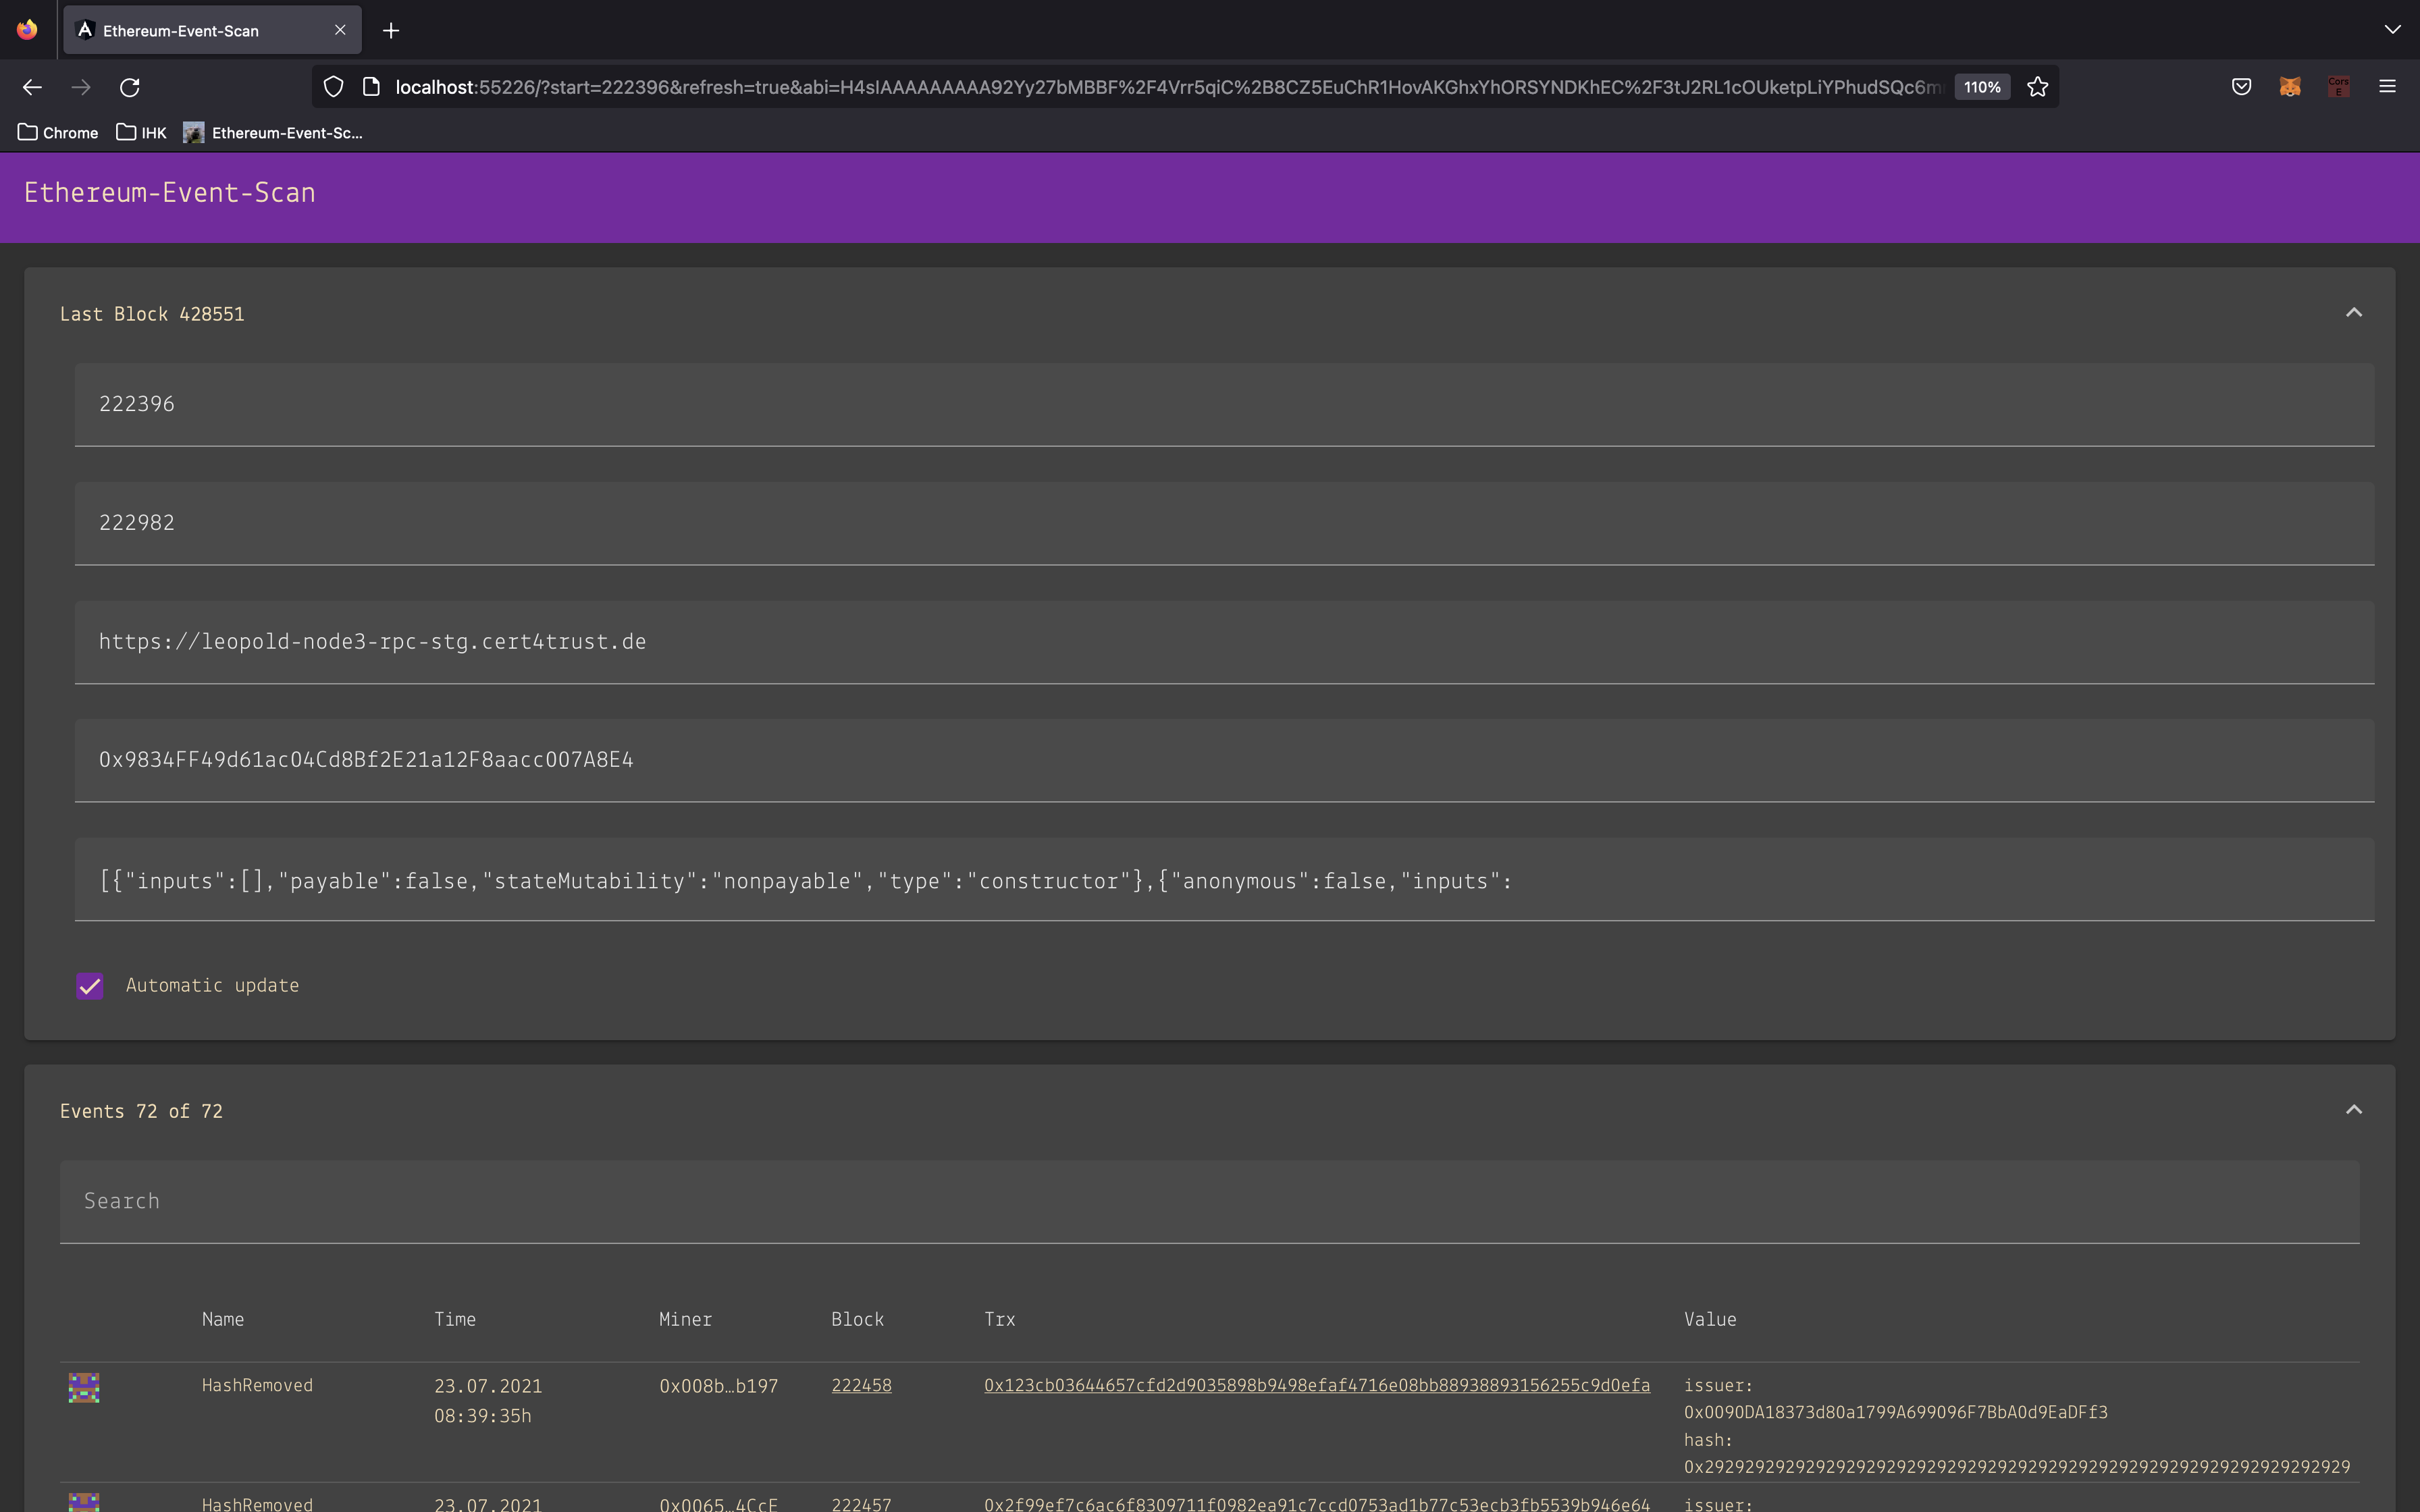 Ethereum-Event-Scan
localhost:55226/?start=222396&refresh=true&abi=H4sIAAAAAAAAA92Yy27bMBBF%2F4Vrr5qiC%2B8CZ5EuChR1HovAKGhxYhORSYNDKhEC%2F3tJ2RL1cOUketpLiYPhudSQc6m
110%
Cors
E
Chrome
IHK
Ethereum-Event-Sc...
Ethereum-Event-Scan
Last Block 428551
222396
222982
https://leopold-node3-rpc-stg.cert4trust.de
0x9834FF49d61ac04Cd8Bf2E21a12F8aacc007A8E4
[{"inputs":[],"payable":false,"stateMutability":"nonpayable","type":"constructor"},{"anonymous":false,"inputs":
Automatic update
Events 72 of 72
Search
Name Time Miner Block Trx Value
HashRemoved 23.07.2021 0x008b…b197 222458 0x123cb03644657cfd2d9035898b9498efaf4716e08bb88938893156255c9d0efa issuer:
08:39:35h 0x0090DA18373d80a1799A699096F7BbA0d9EaDFf3
hash:
0x2929292929292929292929292929292929292929292929292929292929292929
HashRemoved 23.07.2021 0x0065…4CcE 222457 0x2f99ef7c6ac6f8309711f0982ea91c7ccd0753ad1b77c53ecb3fb5539b946e64 issuer: